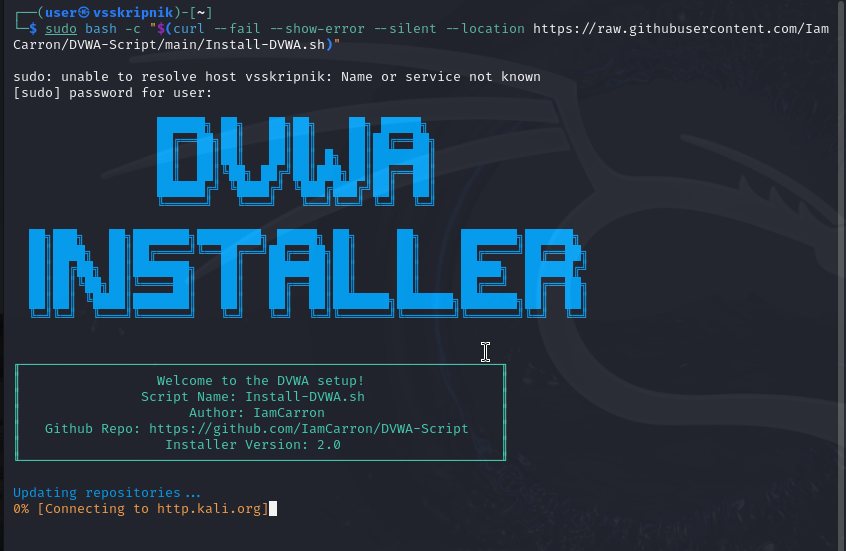 ┌──(user㉿vsskripnik)-[~]
└─$ sudo bash -c "$(curl --fail --show-error --silent --location https://raw.githubusercontent.com/Iam
Carron/DVWA-Script/main/Install-DVWA.sh)"
sudo: unable to resolve host vsskripnik: Name or service not known
[sudo] password for user:
DVWA
INSTALLER
Welcome to the DVWA setup!
Script Name: Install-DVWA.sh
Author: IamCarron
Github Repo: https://github.com/IamCarron/DVWA-Script
Installer Version: 2.0
Updating repositories...
0% [Connecting to http.kali.org]